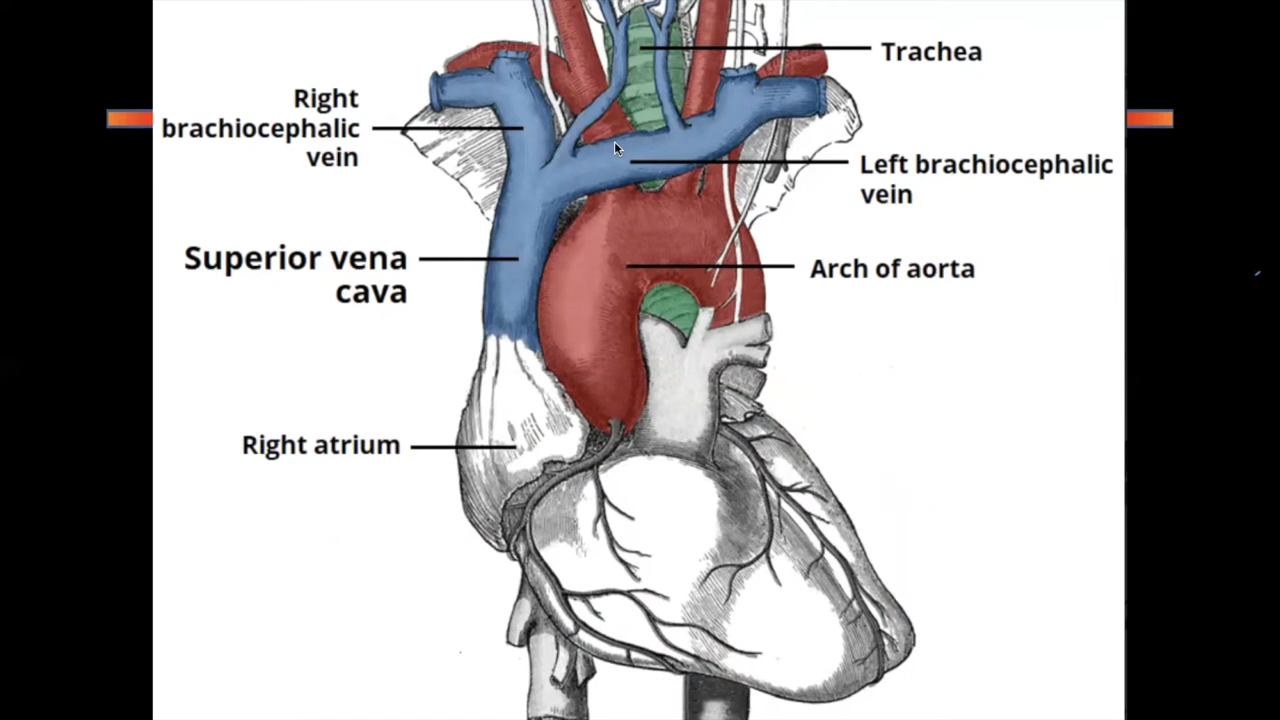 Trachea
Right
brachiocephalic
vein
Left brachiocephalic
vein
Superior vena
cava
Arch of aorta
Right atrium